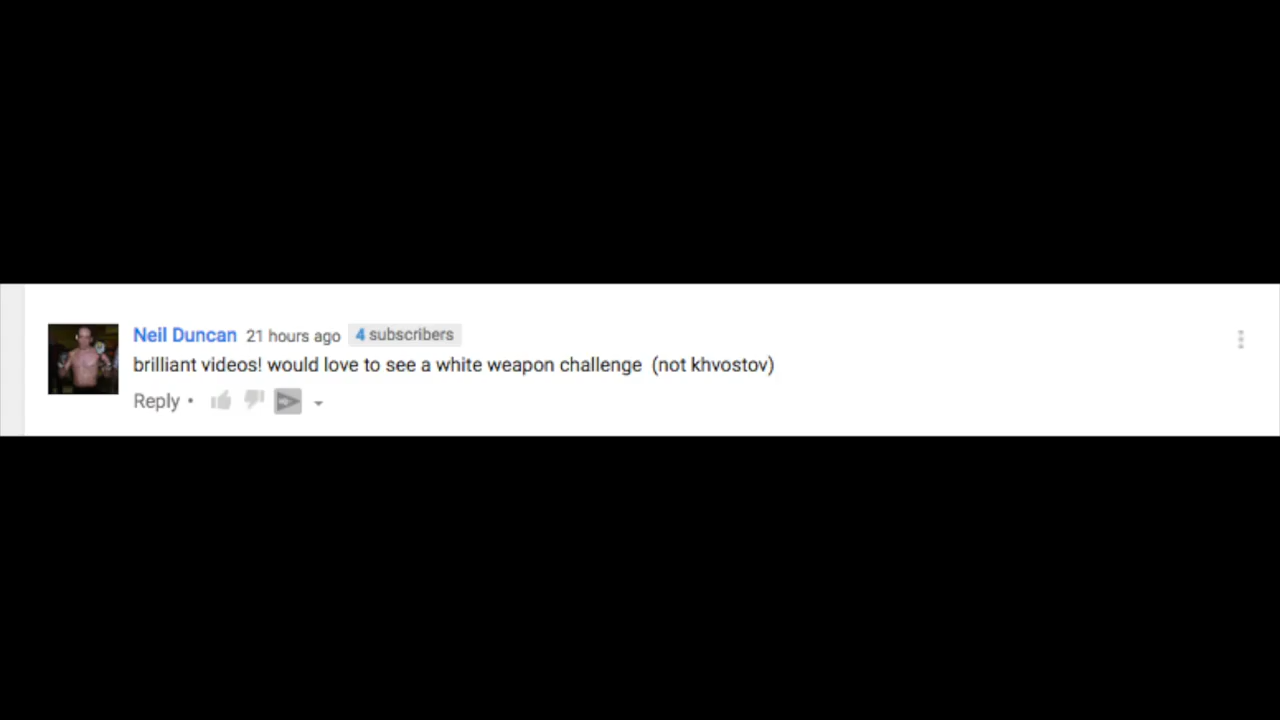 Neil Duncan 21 hours ago 4 subscribers
brilliant videos! would love to see a white weapon challenge  (not khvostov)
Reply •